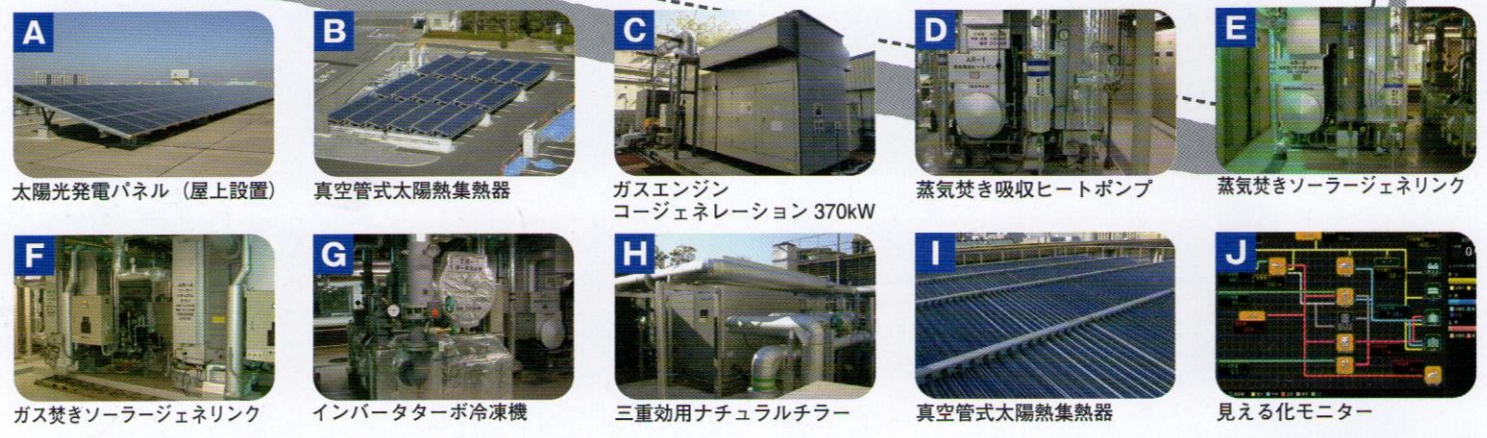 A
太陽光発電パネル（屋上設置）
B
真空管式太陽熱集熱器
C
ガスエンジン
コージェネレーション 370kW
D
AR-1
蒸気焚き吸収ヒートポンプ
E
蒸気焚きソーラージェネリンク
F
ガス焚きソーラージェネリンク
G
インバータターボ冷凍機
H
三重効用ナチュラルチラー
I
真空管式太陽熱集熱器
J
見える化モニター